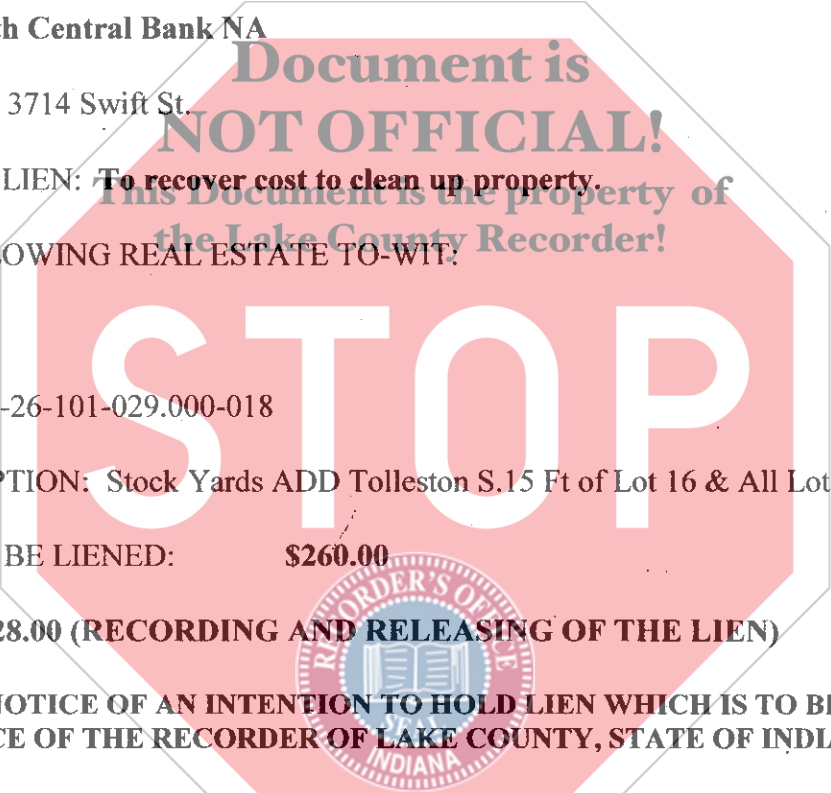 th Central Bank NA
Document is
3714 Swift St.
NOT OFFICIAL!
LIEN: To recover cost to clean up property.
This Document is the property of
the Lake County Recorder!
LOWING REAL ESTATE TO-WIT:
STOP
-26-101-029.000-018
PTION: Stock Yards ADD Tolleston S.15 Ft of Lot 16 & All Lot
BE LIENED: $260.00
RECORDER'S OFFICE
28.00 (RECORDING AND RELEASING OF THE LIEN)
NOTICE OF AN INTENTION TO HOLD LIEN WHICH IS TO BE
SEAL
CE OF THE RECORDER OF LAKE COUNTY, STATE OF INDI
INDIANA